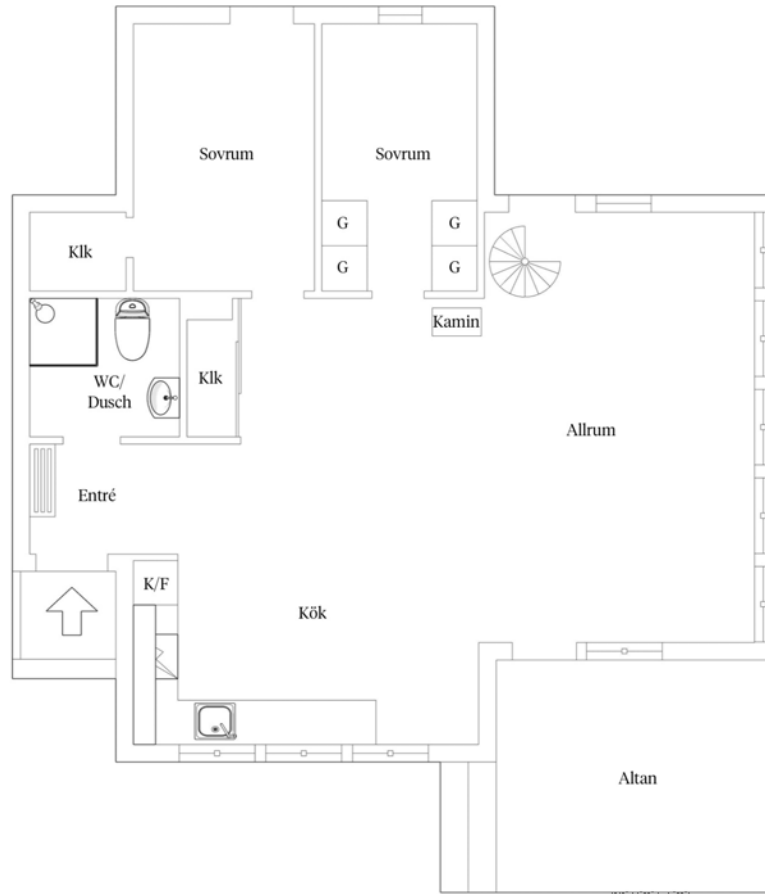 Sovrum
Sovrum
G
G
Klk
G
G
Kamin
WC/
Dusch
Klk
Allrum
Entré
K/F
Kök
Altan